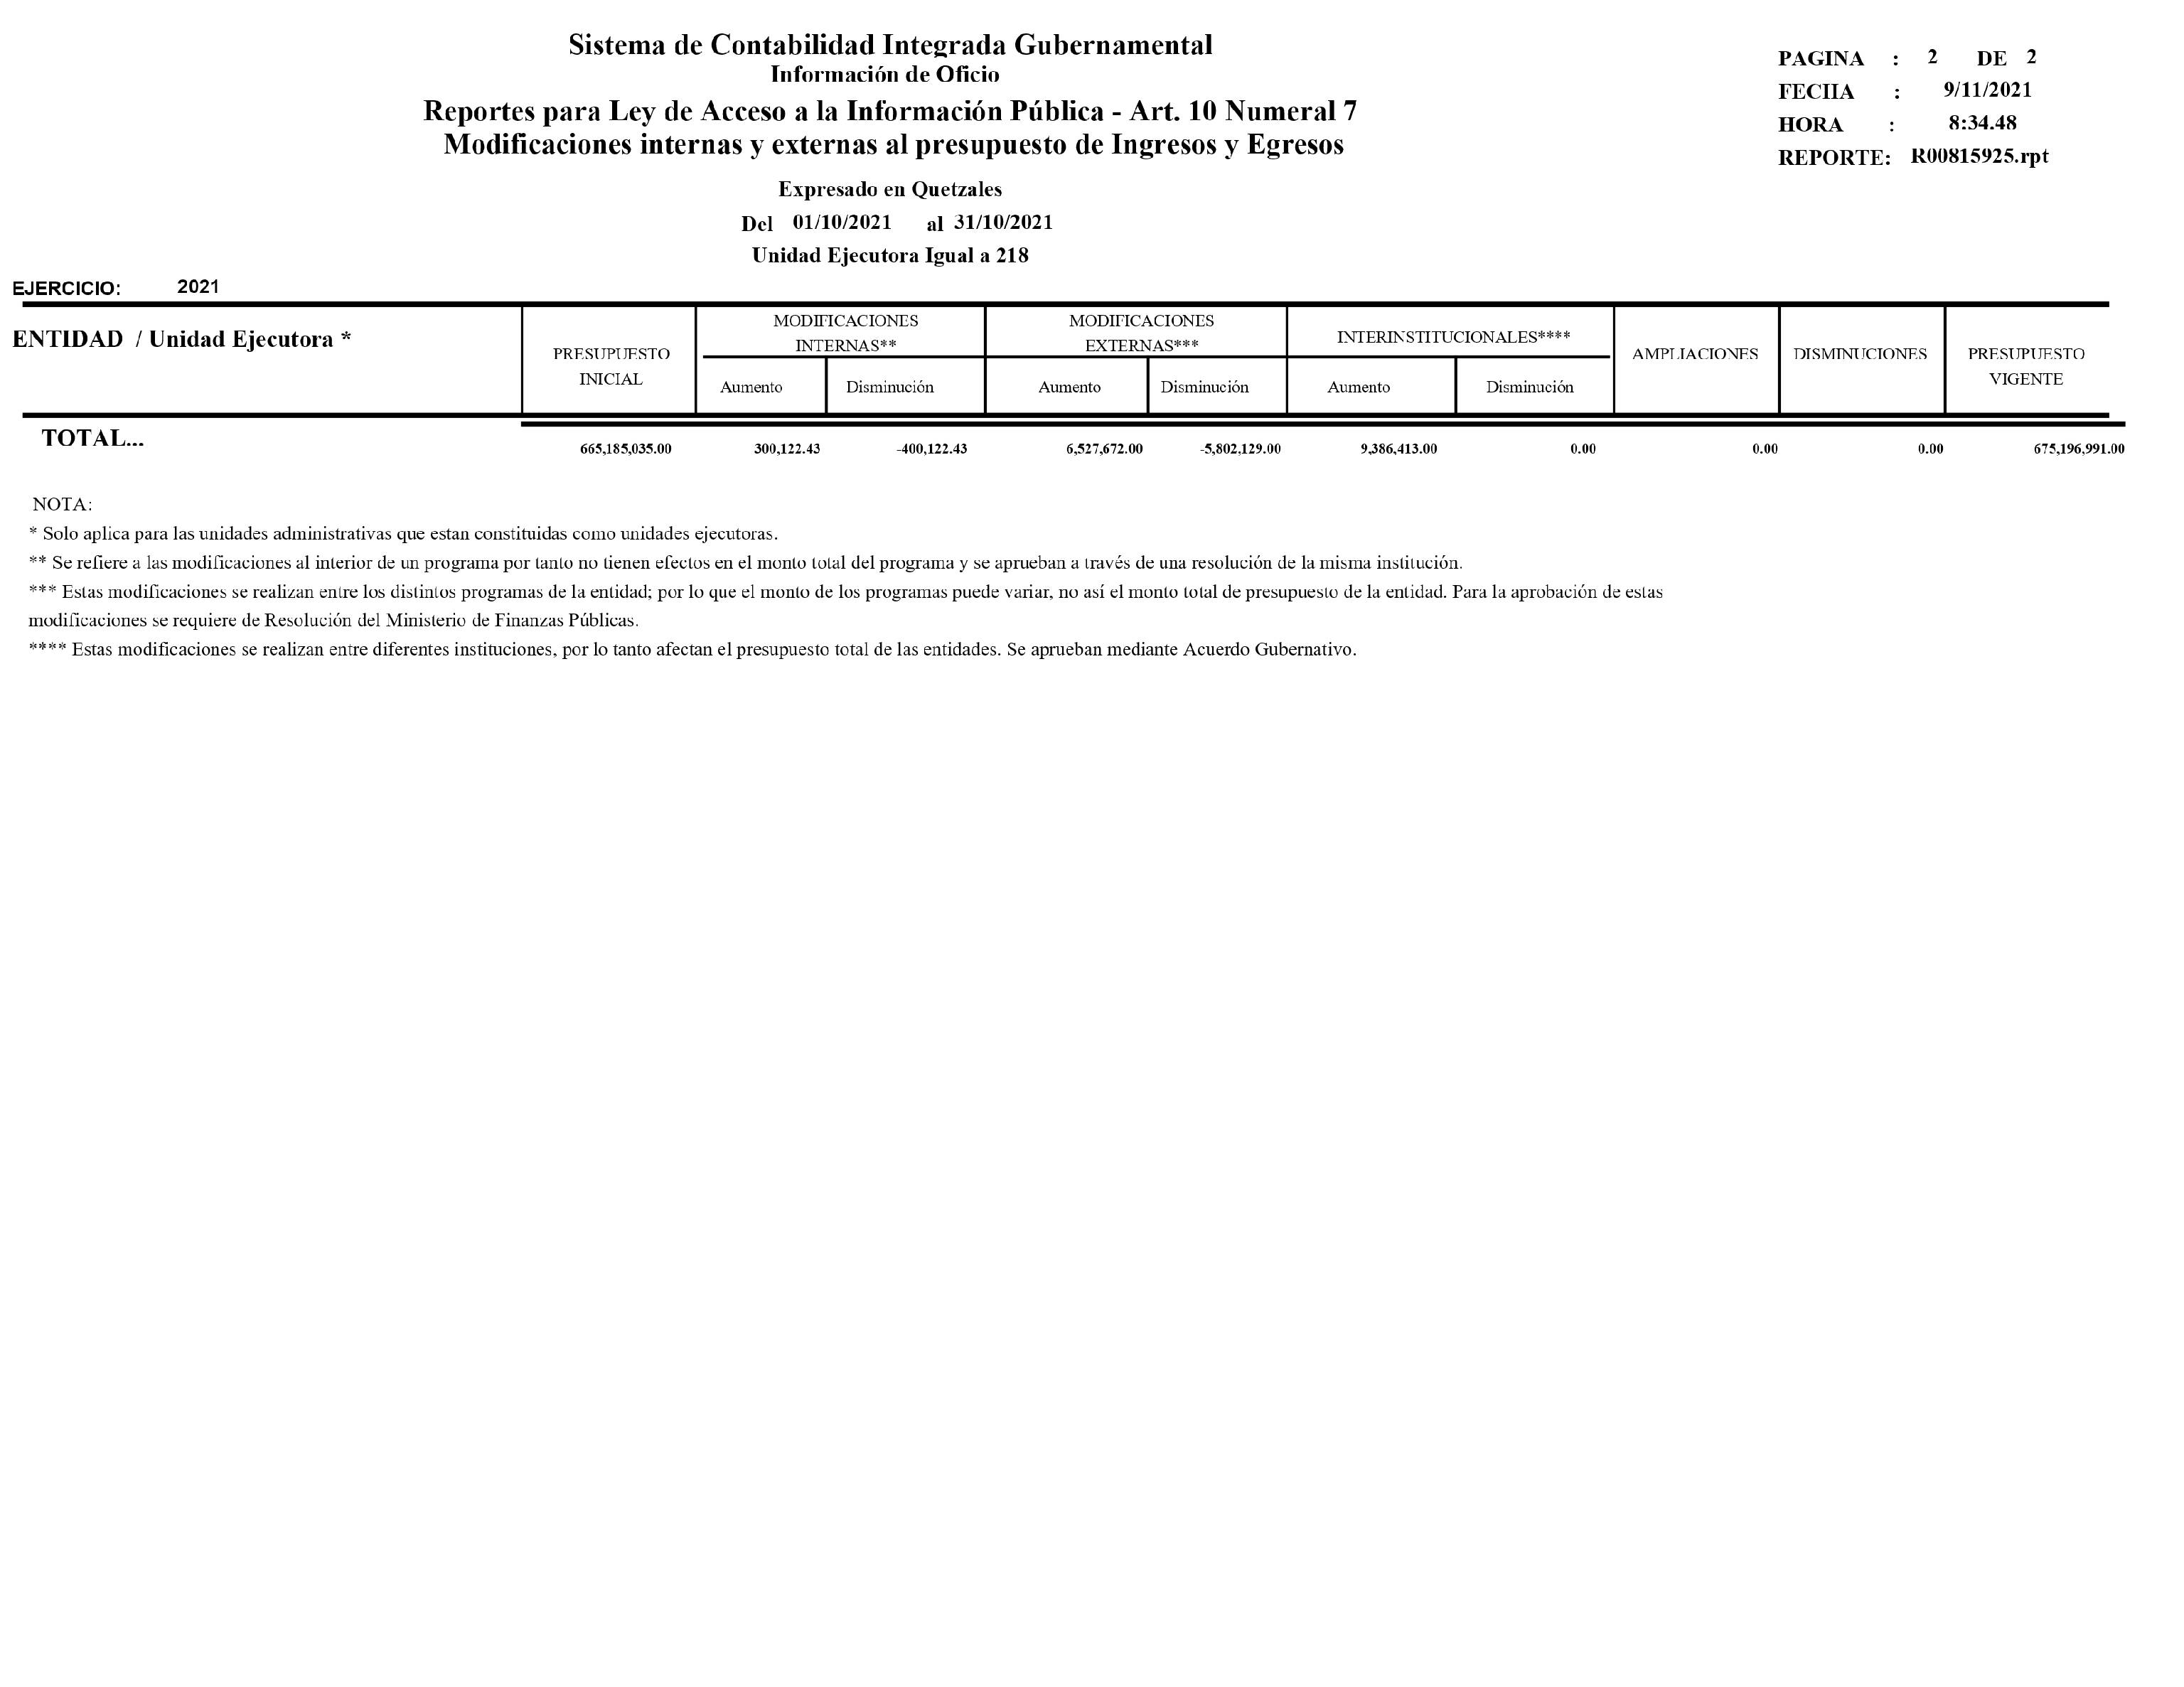 Sistema de Contabilidad Integrada Gubernamental
Información de Oficio
Reportes para Ley de Acceso a la Información Pública - Art. 10 Numeral 7
Modificaciones internas y externas al presupuesto de Ingresos y Egresos
Expresado en Quetzales
Del 01/10/2021 al 31/10/2021
Unidad Ejecutora Igual a 218
PAGINA : 2 DE 2
FECHA : 9/11/2021
HORA : 8:34.48
REPORTE: R00815925.rpt
EJERCICIO: 2021
ENTIDAD / Unidad Ejecutora *
PRESUPUESTO
INICIAL
MODIFICACIONES
INTERNAS**
Aumento Disminución
MODIFICACIONES
EXTERNAS***
Aumento Disminución
INTERINSTITUCIONALES****
Aumento Disminución
AMPLIACIONES
DISMINUCIONES
PRESUPUESTO
VIGENTE
TOTAL... 665,185,035.00 300,122.43 -400,122.43 6,527,672.00 -5,802,129.00 9,386,413.00 0.00 0.00 0.00 675,196,991.00
NOTA:
* Solo aplica para las unidades administrativas que estan constituidas como unidades ejecutoras.
** Se refiere a las modificaciones al interior de un programa por tanto no tienen efectos en el monto total del programa y se aprueban a través de una resolución de la misma institución.
*** Estas modificaciones se realizan entre los distintos programas de la entidad; por lo que el monto de los programas puede variar, no así el monto total de presupuesto de la entidad. Para la aprobación de estas
modificaciones se requiere de Resolución del Ministerio de Finanzas Públicas.
**** Estas modificaciones se realizan entre diferentes instituciones, por lo tanto afectan el presupuesto total de las entidades. Se aprueban mediante Acuerdo Gubernativo.